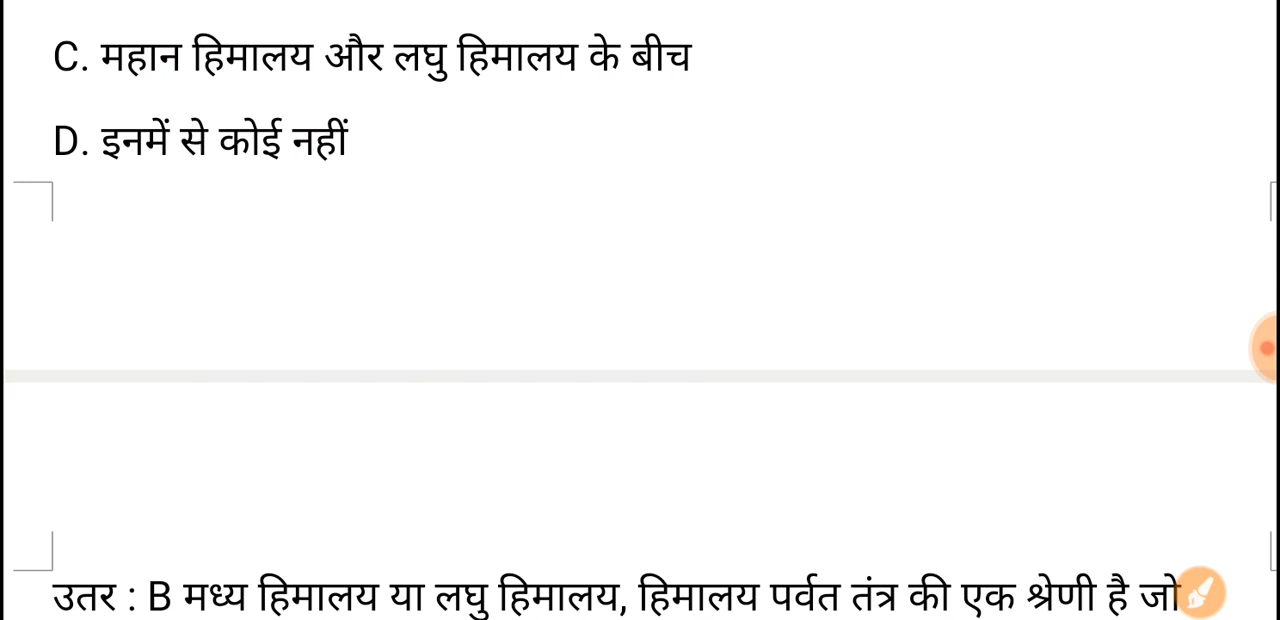 C. महान हिमालय और लघु हिमालय के बीच
D. इनमें से कोई नहीं
उतर : B मध्य हिमालय या लघु हिमालय, हिमालय पर्वत तंत्र की एक श्रेणी है जो